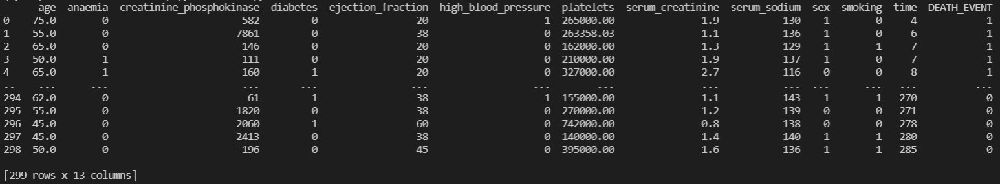 age anaemia creatinine_phosphokinase diabetes ejection_fraction high_blood_pressure platelets serum_creatinine serum_sodium sex smoking time DEATH_EVENT
0 75.0 0 582 0 20 1 265000.00 1.9 130 1 0 4 1
1 55.0 0 7861 0 38 0 263358.03 1.1 136 1 0 6 1
2 65.0 0 146 0 20 0 162000.00 1.3 129 1 1 7 1
3 50.0 1 111 0 20 0 210000.00 1.9 137 1 0 7 1
4 65.0 1 160 1 20 0 327000.00 2.7 116 0 0 8 1
.. ... ... ... ... ... ... ... ... ... ... ... ... ...
294 62.0 0 61 1 38 1 155000.00 1.1 143 1 1 270 0
295 55.0 0 1820 0 38 0 270000.00 1.2 139 0 0 271 0
296 45.0 0 2060 1 60 0 742000.00 0.8 138 0 0 278 0
297 45.0 0 2413 0 38 0 140000.00 1.4 140 1 1 280 0
298 50.0 0 196 0 45 0 395000.00 1.6 136 1 1 285 0
[299 rows x 13 columns]